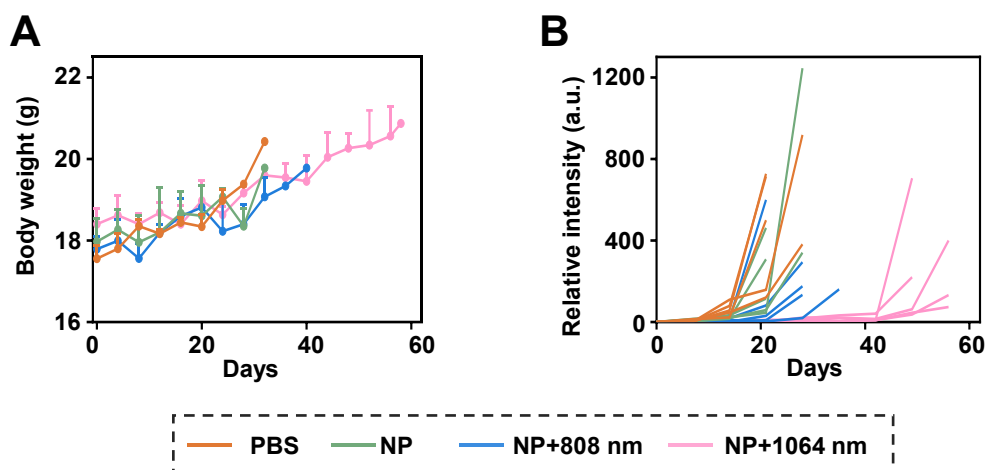 A
B
Body weight (g)
22
20
18
16
0
20
40
60
Days
Relative intensity (a.u.)
1200
800
400
0
0
20
40
60
Days
PBS
NP
NP+808 nm
NP+1064 nm